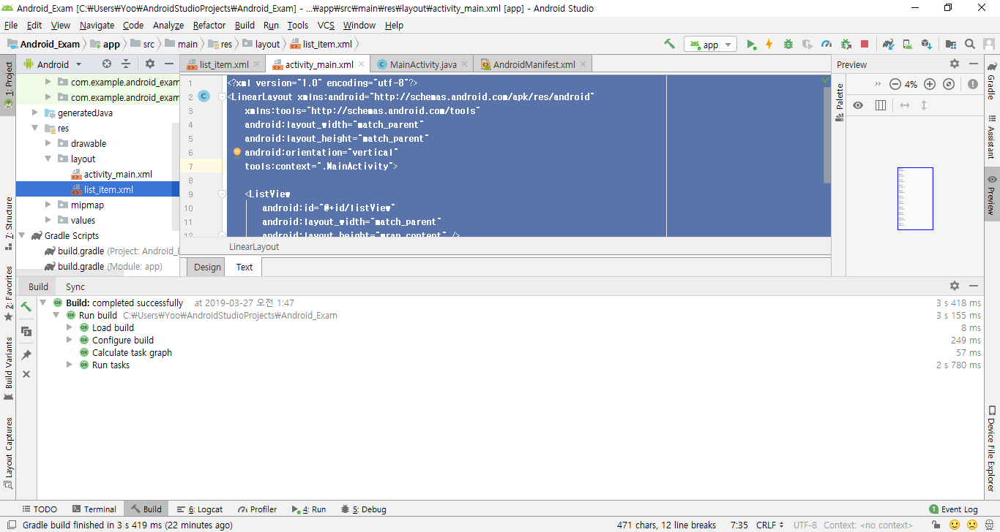 Android_Exam [C:₩Users₩Yoo₩AndroidStudioProjects₩Android_Exam] - ...₩app₩src₩main₩res₩layout₩activity_main.xml [app] - Android Studio
File Edit View Navigate Code Analyze Refactor Build Run Tools VCS Window Help
Android_Exam app src main res layout list_item.xml app
Android list_item.xml activity_main.xml MainActivity.java AndroidManifest.xml Preview
1: Project
7: Structure
2: Favorites
Build Variants
Layout Captures
com.example.android_exam
com.example.android_exam
generatedJava
res
drawable
layout
activity_main.xml
list_item.xml
mipmap
values
Gradle Scripts
build.gradle (Project: Android_E
build.gradle (Module: app)
1 <?xml version="1.0" encoding="utf-8"?>
2 <LinearLayout xmlns:android="http://schemas.android.com/apk/res/android"
3 xmlns:tools="http://schemas.android.com/tools"
4 android:layout_width="match_parent"
5 android:layout_height="match_parent"
6 android:orientation="vertical"
7 tools:context=".MainActivity">
8
9 <ListView
10 android:id="@+id/listView"
11 android:layout_width="match_parent"
12 android:layout_height="wrap_content" />
LinearLayout
Design Text
Palette
4%
Gradle
Assistant
Preview
Device File Explorer
Build Sync
Build: completed successfully at 2019-03-27 오전 1:47 3 s 418 ms
Run build C:₩Users₩Yoo₩AndroidStudioProjects₩Android_Exam 3 s 155 ms
Load build 8 ms
Configure build 249 ms
Calculate task graph 57 ms
Run tasks 2 s 780 ms
TODO Terminal Build 6: Logcat Profiler 4: Run 5: Debug 1 Event Log
Gradle build finished in 3 s 419 ms (22 minutes ago) 471 chars, 12 line breaks 7:35 CRLF UTF-8 Context: <no context>